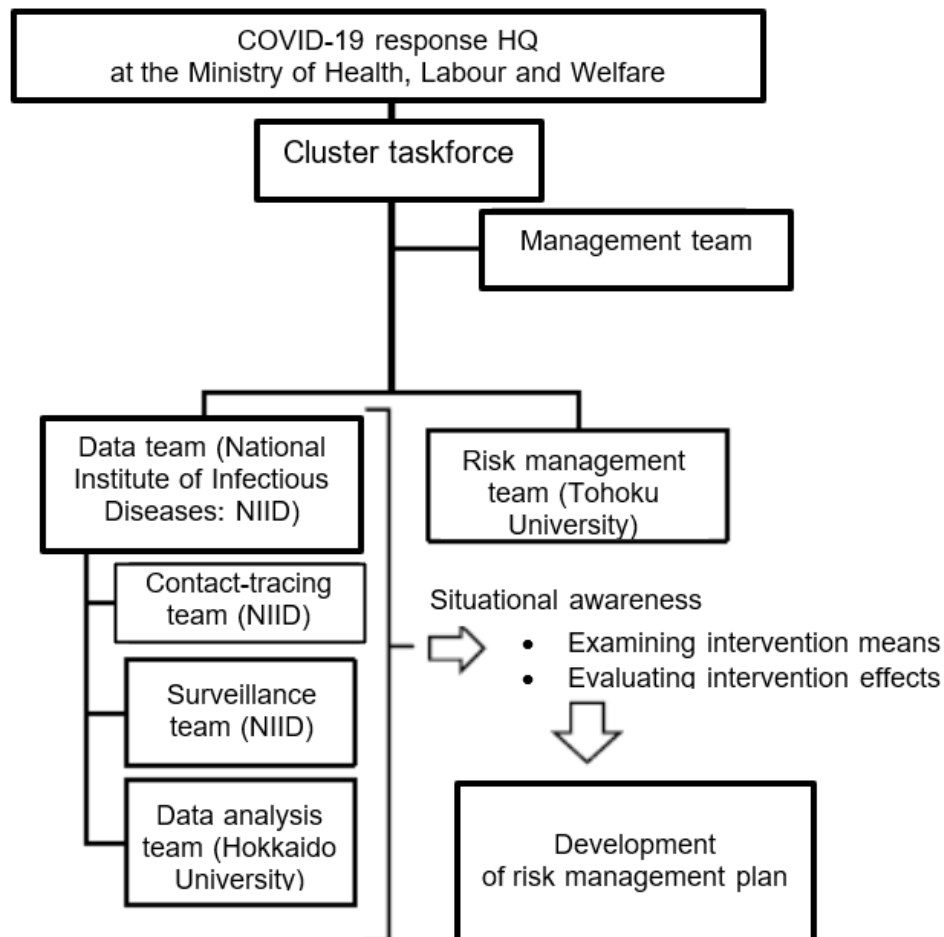 COVID-19 response HQ
at the Ministry of Health, Labour and Welfare
Cluster taskforce
Management team
Data team (National
Institute of Infectious
Diseases: NIID)
Risk management
team (Tohoku
University)
Contact-tracing
team (NIID)
Surveillance
team (NIID)
Data analysis
team (Hokkaido
University)
Situational awareness
• Examining intervention means
• Evaluating intervention effects
Development
of risk management plan